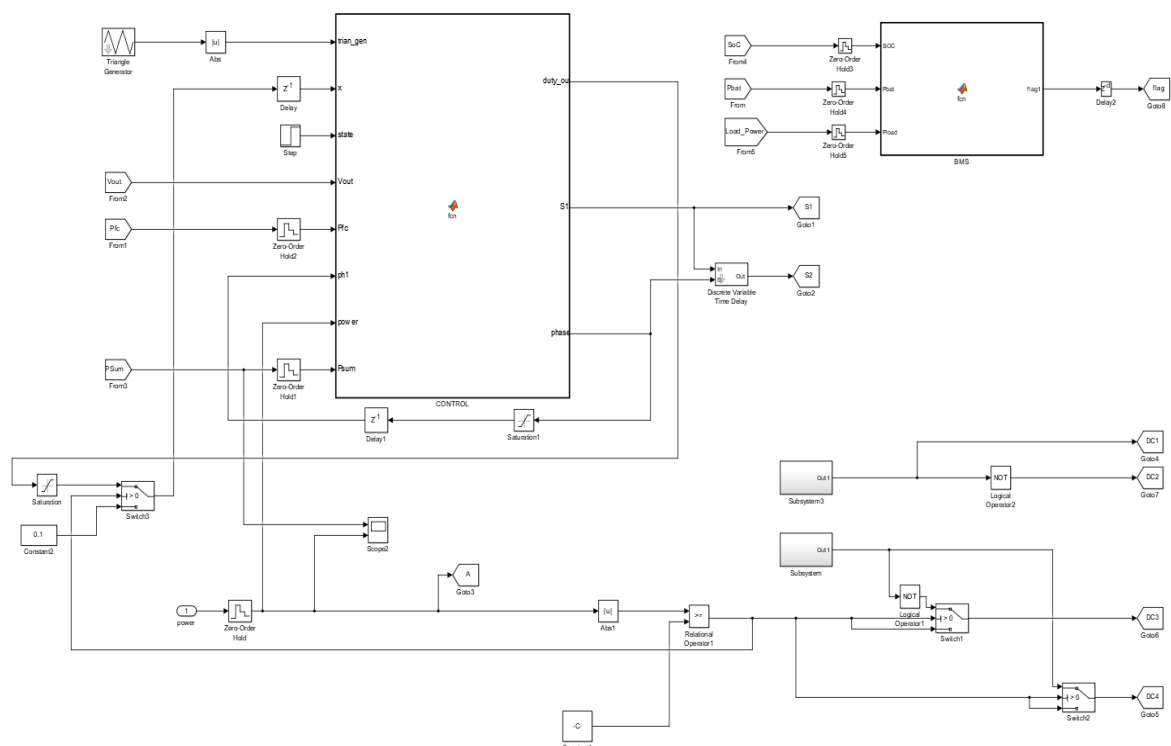 Triangle
Generator
|u|
Abs
trian_gen
z-1
Delay
x
Step
state
Vout
From2
Vout
Pfc
From1
Zero-Order
Hold2
Pfc
ph1
power
PSum
From3
Zero-Order
Hold1
Psum
fcn
duty_ou
S1
phase
CONTROL
S1
Goto1
In
Out
Discrete Variable
Time Delay
S2
Goto2
z-1
Delay1
Saturation1
SoC
From4
Zero-Order
Hold3
SOC
Pbat
From
Zero-Order
Hold4
Pbat
Load_Power
From5
Zero-Order
Hold5
Pload
fcn
flag1
BMS
z-d
Delay2
flag
Goto8
Saturation
0.1
Constant2
> 0
Switch3
Scope2
A
Goto3
1
power
Zero-Order
Hold
|u|
Abs1
>=
Relational
Operator1
-C-
Out1
Subsystem3
NOT
Logical
Operator2
DC1
Goto4
DC2
Goto7
Out1
Subsystem
NOT
Logical
Operator1
> 0
Switch1
DC3
Goto6
> 0
Switch2
DC4
Goto5